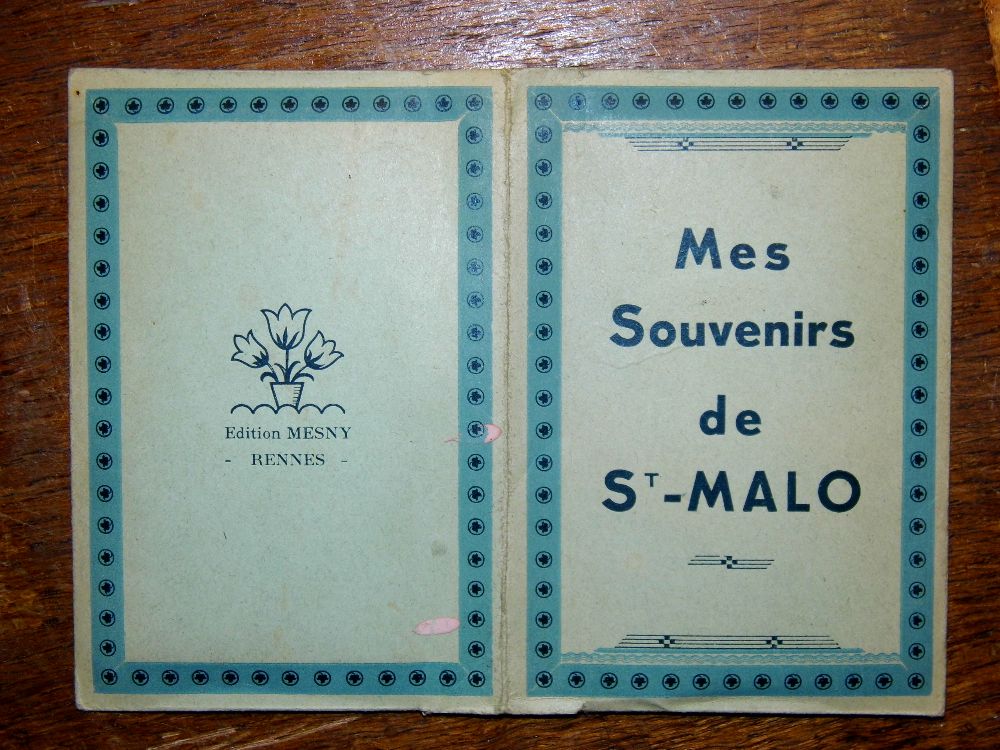 Edition MESNY
- RENNES -
Mes
Souvenirs
de
ST-MALO